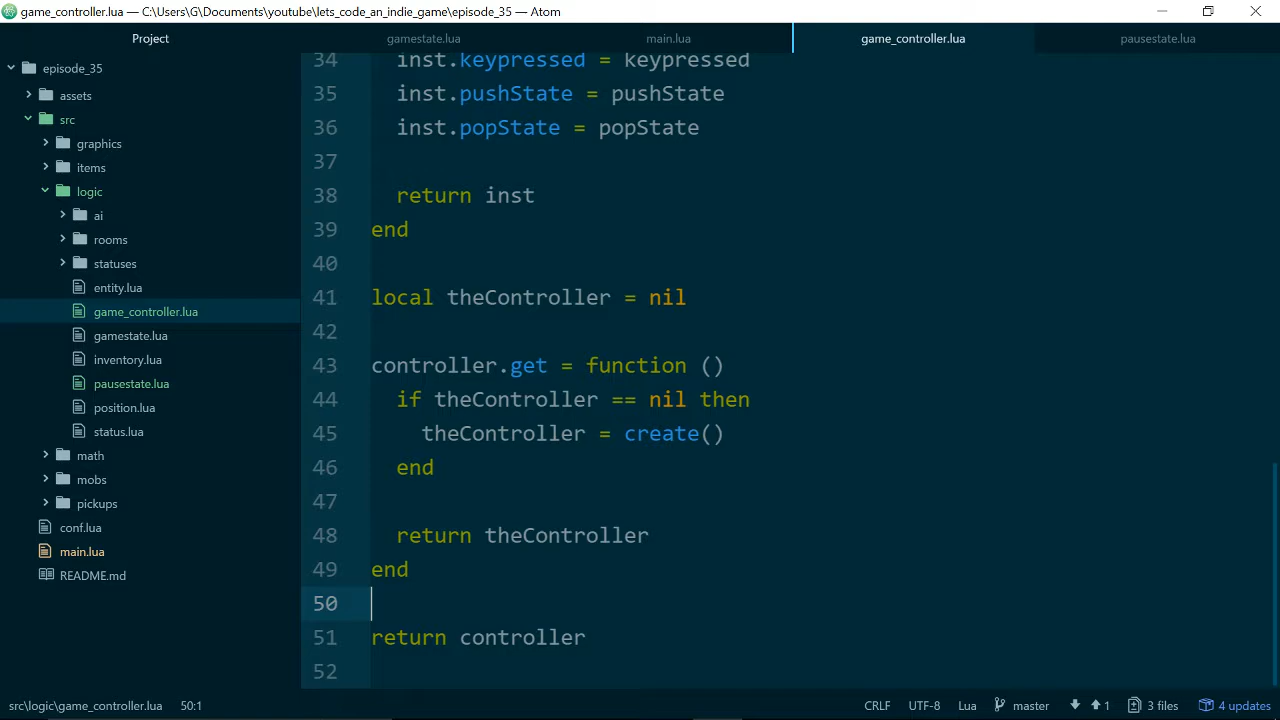 game_controller.lua — C:\Users\G\Documents\youtube\lets_code_an_indie_game\episode_35 — Atom
Project
gamestate.lua
main.lua
game_controller.lua
pausestate.lua
episode_35
assets
src
graphics
items
logic
ai
rooms
statuses
entity.lua
game_controller.lua
gamestate.lua
inventory.lua
pausestate.lua
position.lua
status.lua
math
mobs
pickups
conf.lua
main.lua
README.md
34 inst.keypressed = keypressed
35 inst.pushState = pushState
36 inst.popState = popState
37
38 return inst
39 end
40
41 local theController = nil
42
43 controller.get = function ()
44 if theController == nil then
45 theController = create()
46 end
47
48 return theController
49 end
50
51 return controller
52
src\logic\game_controller.lua 50:1
CRLF UTF-8 Lua master 1 3 files 4 updates